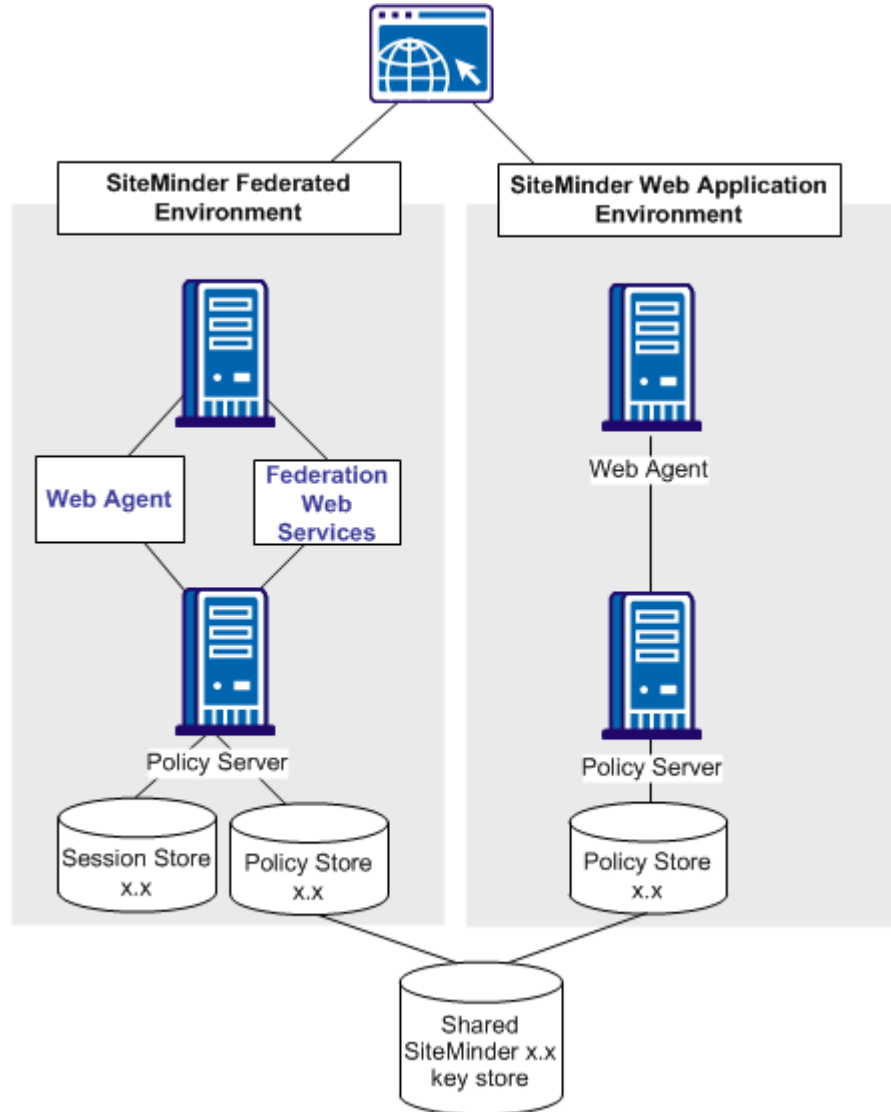 SiteMinder Federated
Environment
SiteMinder Web Application
Environment
Web Agent
Federation
Web
Services
Web Agent
Policy Server
Policy Server
Session Store
x.x
Policy Store
x.x
Policy Store
x.x
Shared
SiteMinder x.x
key store